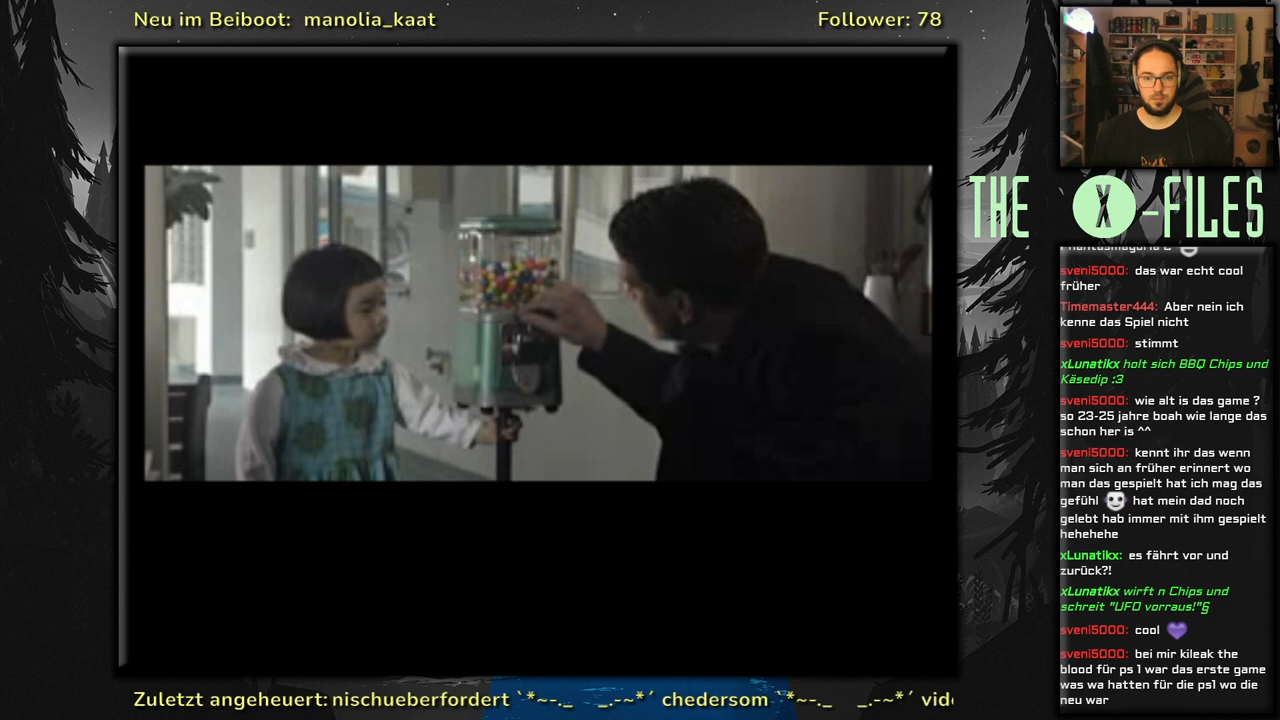 Neu im Beiboot: manolia_kaat
Follower: 78
THE X-FILES
sveni5000: das war echt cool
früher
Timemaster444: Aber nein ich
kenne das Spiel nicht
sveni5000: stimmt
xLunatikx holt sich BBQ Chips und
Käsedip :3
sveni5000: wie alt is das game ?
so 23-25 jahre boah wie lange das
schon her is ^^
sveni5000: kennt ihr das wenn
man sich an früher erinnert wo
man das gespielt hat ich mag das
gefühl hat mein dad noch
gelebt hab immer mit ihm gespielt
hehehehe
xLunatikx: es fährt vor und
zurück?!
xLunatikx wirft n Chips und
schreit "UFO vorraus!"§
sveni5000: cool
sveni5000: bei mir kileak the
blood für ps 1 war das erste game
was wa hatten für die ps1 wo die
neu war
Zuletzt angeheuert: nischueberfordert `*~-._ _.-~*´ chedersom `*~-._ _.-~*´